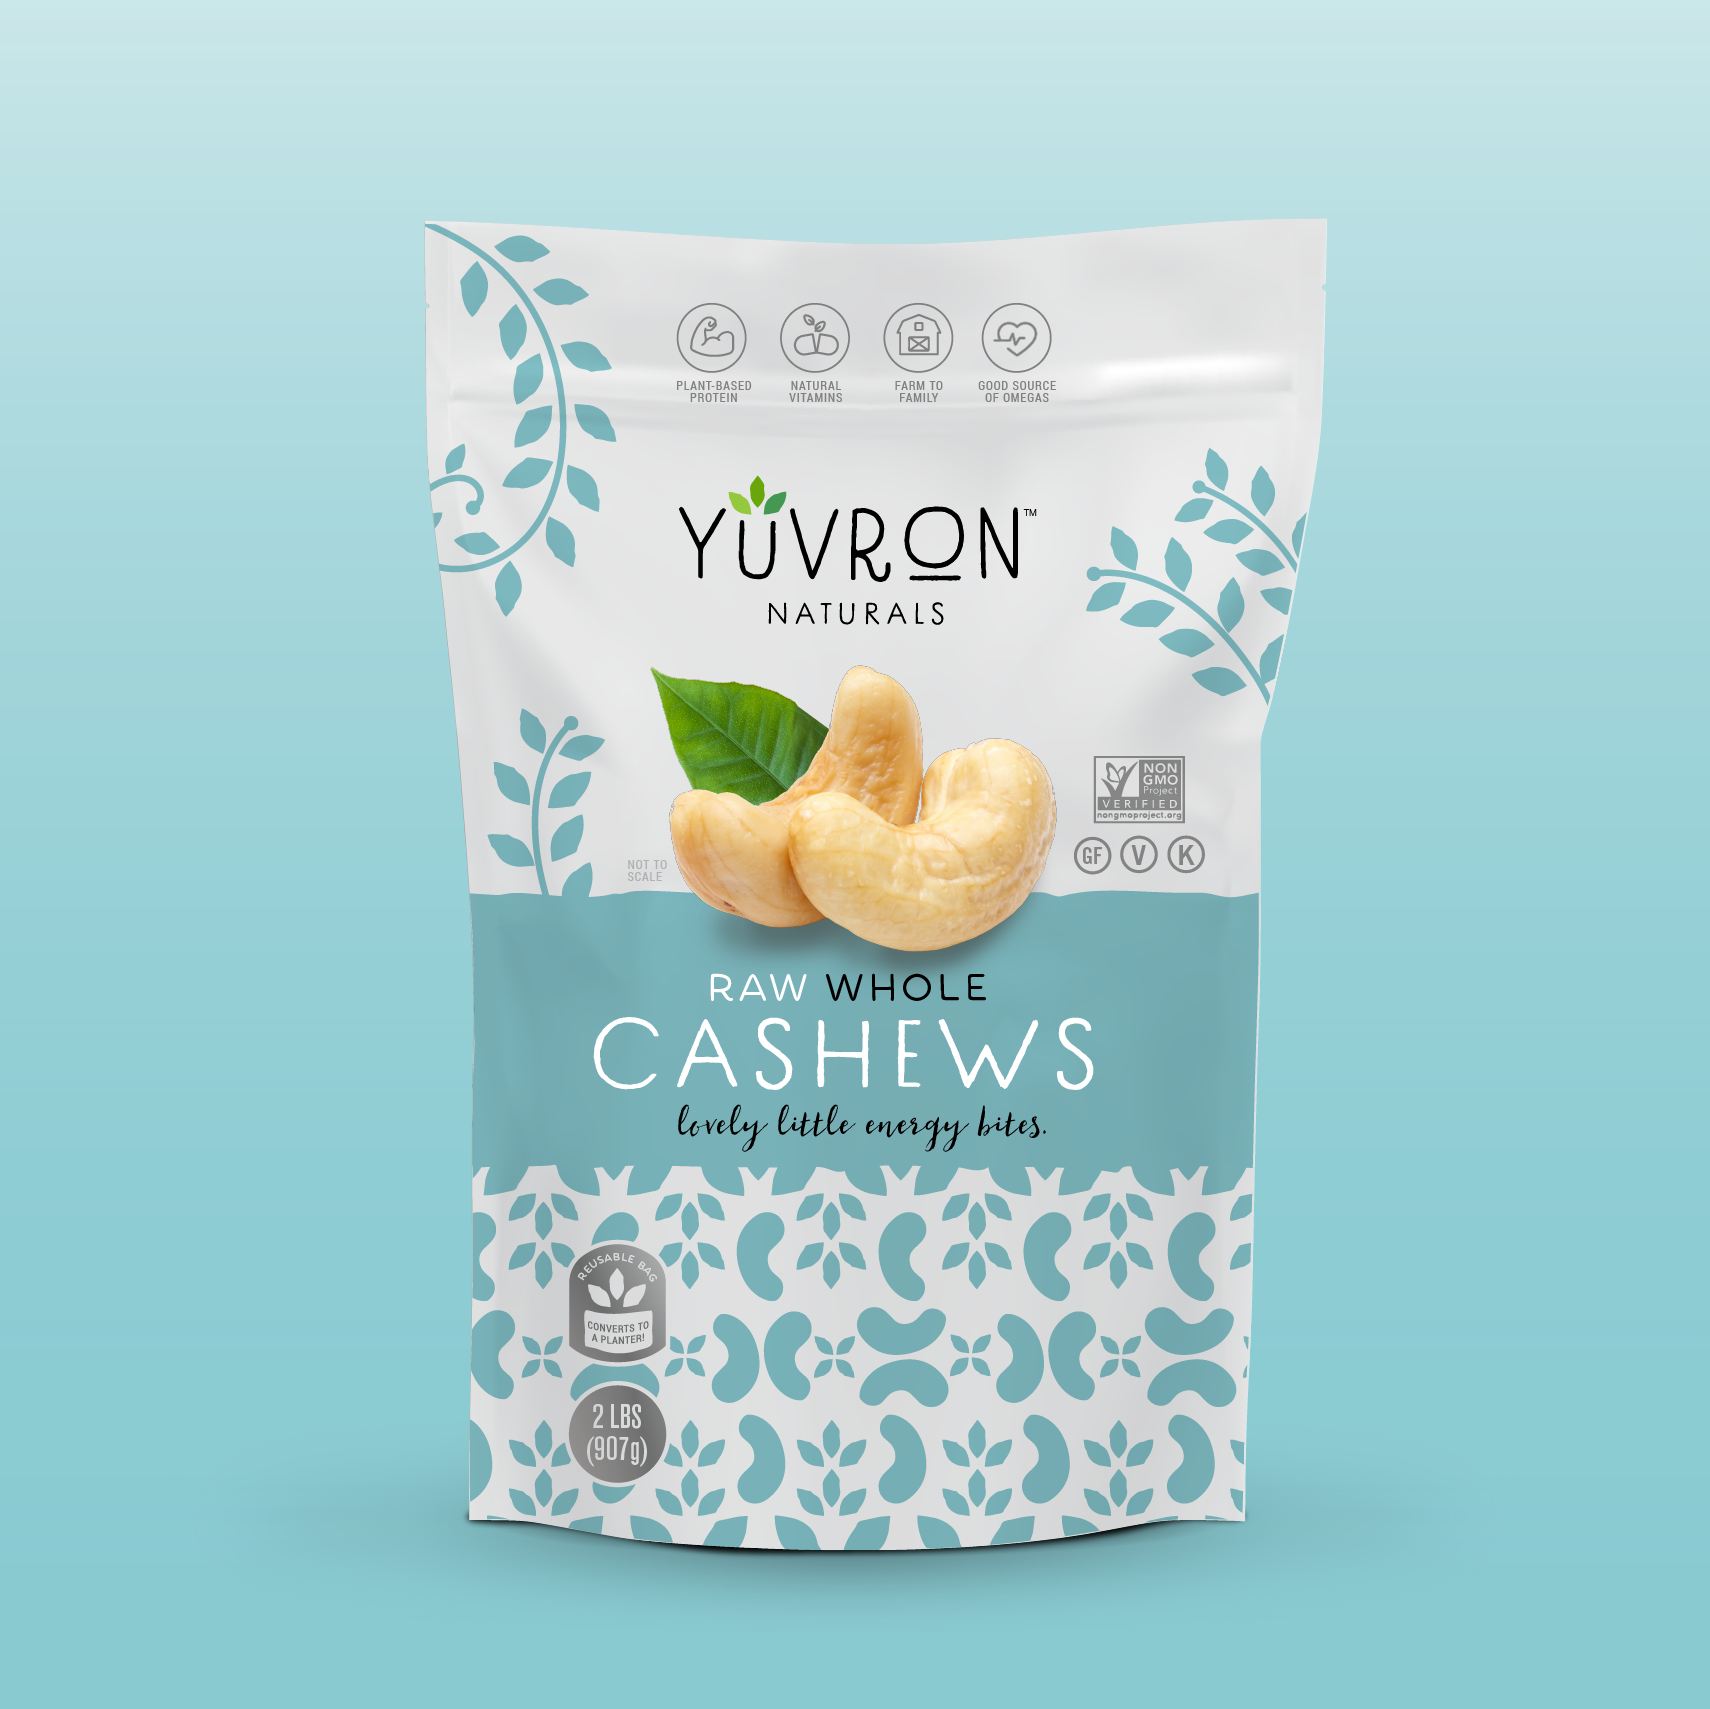 PLANT-BASED
PROTEIN
NATURAL
VITAMINS
FARM TO
FAMILY
GOOD SOURCE
OF OMEGAS
YUVRON™
NATURALS
NON
GMO
Project
VERIFIED
nongmoproject.org
GF V K
NOT TO
SCALE
RAW WHOLE
CASHEWS
lovely little energy bites.
REUSABLE BAG
CONVERTS TO
A PLANTER!
2 LBS
(907g)